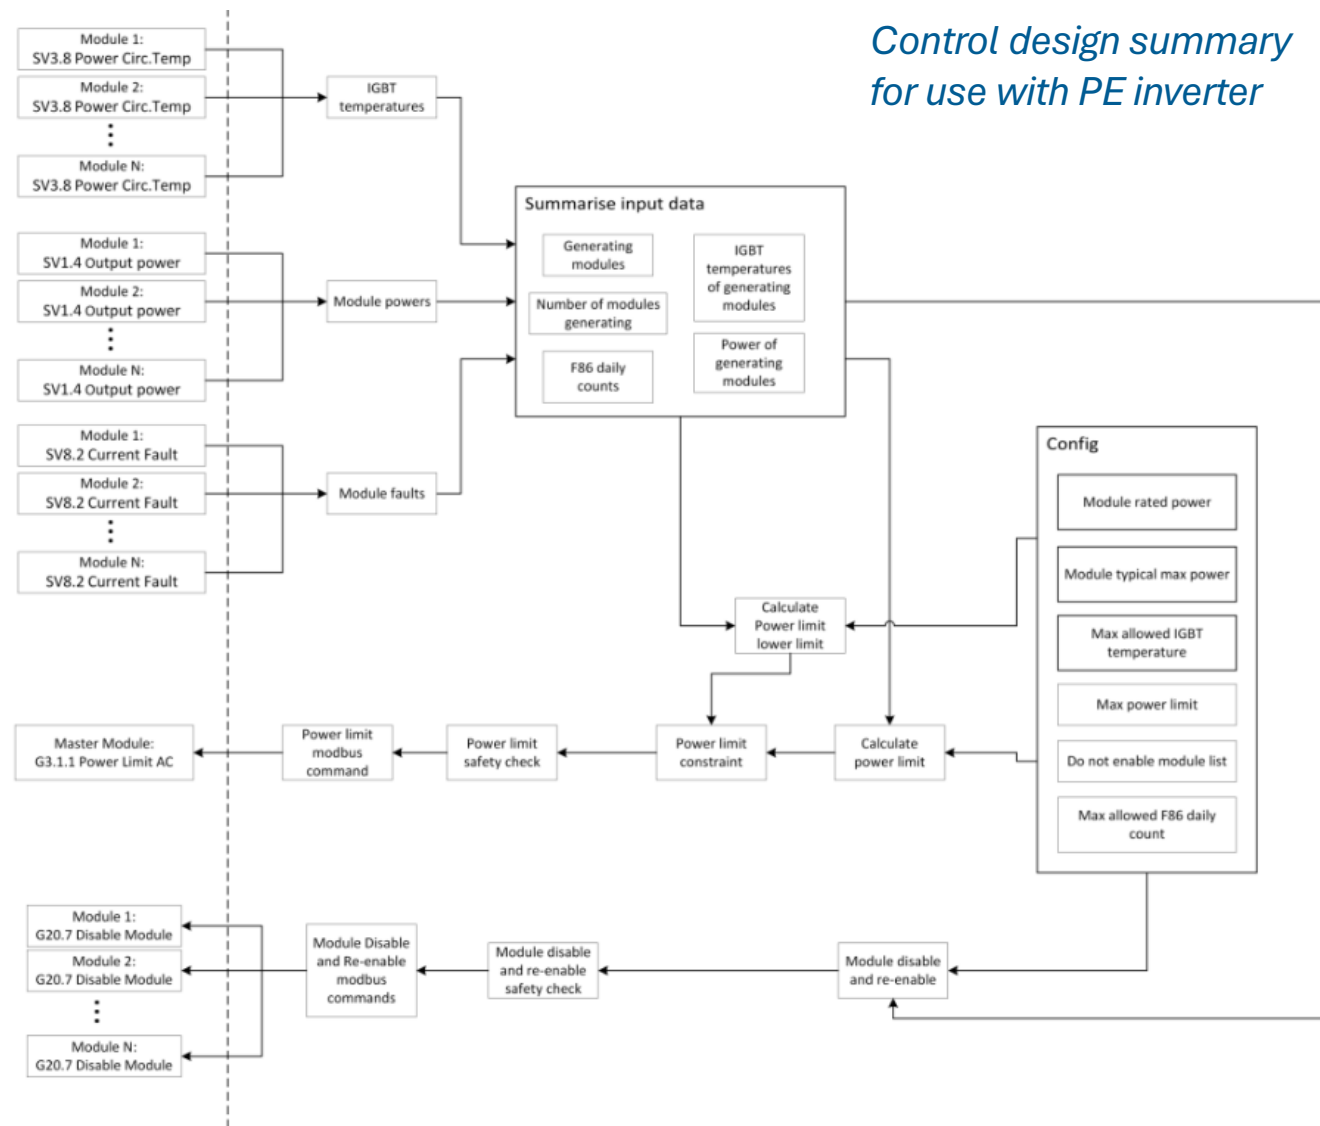 Control design summary
for use with PE inverter
Module 1:
SV3.8 Power Circ.Temp
Module 2:
SV3.8 Power Circ.Temp
Module N:
SV3.8 Power Circ.Temp
IGBT
temperatures
Module 1:
SV1.4 Output power
Module 2:
SV1.4 Output power
Module N:
SV1.4 Output power
Module powers
Module 1:
SV8.2 Current Fault
Module 2:
SV8.2 Current Fault
Module N:
SV8.2 Current Fault
Module faults
Summarise input data
Generating
modules
Number of modules
generating
F86 daily
counts
IGBT
temperatures
of generating
modules
Power of
generating
modules
Config
Module rated power
Module typical max power
Max allowed IGBT
temperature
Max power limit
Do not enable module list
Max allowed F86 daily
count
Calculate
Power limit
lower limit
Master Module:
G3.1.1 Power Limit AC
Power limit
modbus
command
Power limit
safety check
Power limit
constraint
Calculate
power limit
Module 1:
G20.7 Disable Module
Module 2:
G20.7 Disable Module
Module N:
G20.7 Disable Module
Module Disable
and Re-enable
modbus
commands
Module disable
and re-enable
safety check
Module disable
and re-enable